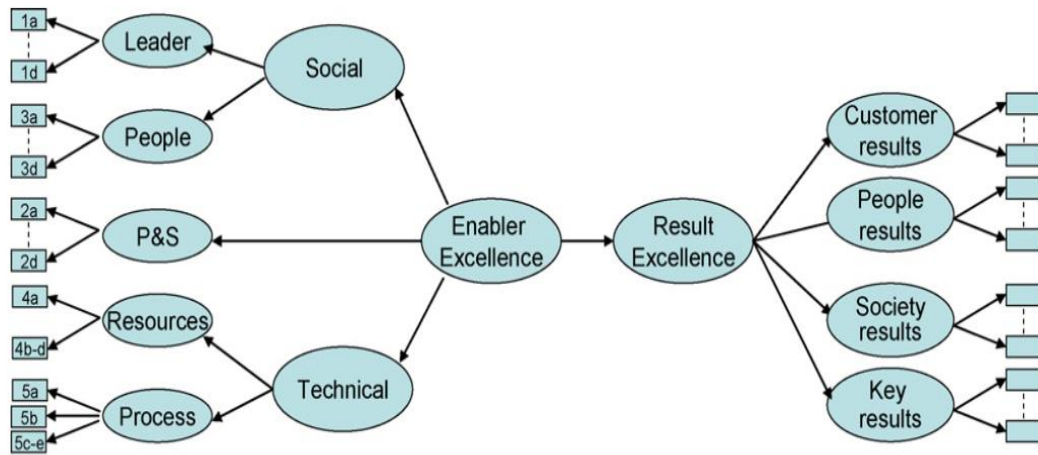 1a
Leader
1d
Social
3a
People
3d
2a
P&S
2d
Enabler
Excellence
Result
Excellence
4a
Resources
4b-d
Technical
5a
Process
5b
5c-e
Customer
results
People
results
Society
results
Key
results